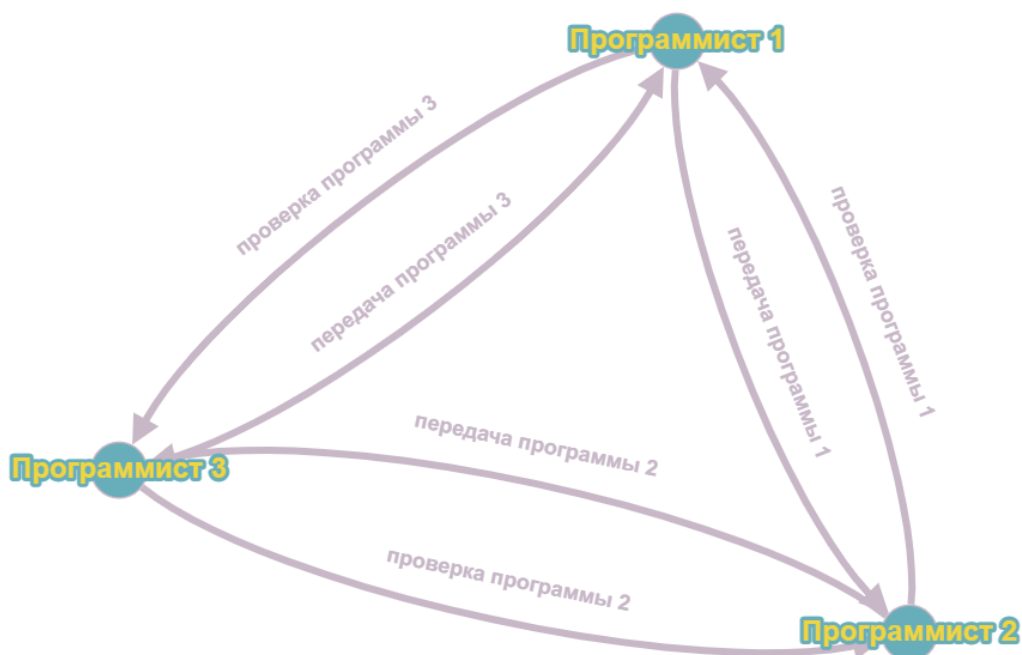 Программист 1
проверка программы 3
передача программы 3
передача программы 1
проверка программы 1
передача программы 2
Программист 3
проверка программы 2
Программист 2